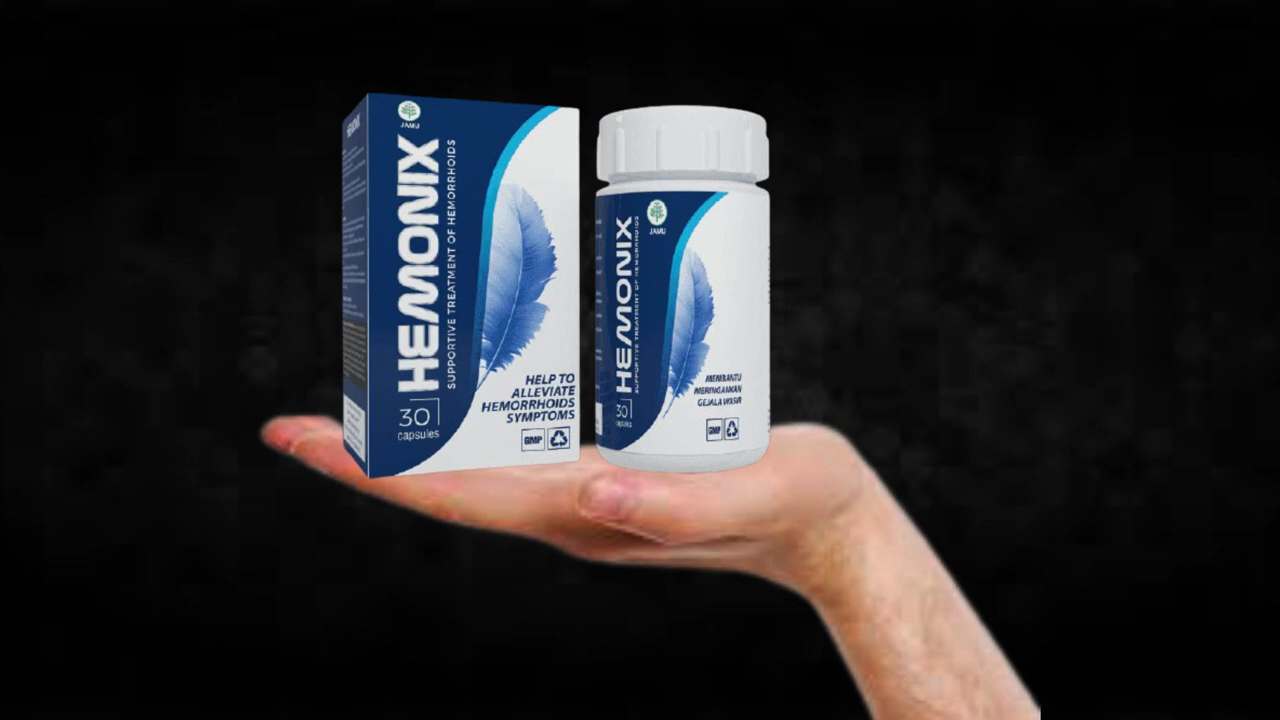 JAMU
HEMONIX
SUPPORTIVE TREATMENT OF HEMORRHOIDS
30
capsules
HELP TO
ALLEVIATE
HEMORRHOIDS
SYMPTOMS
GMP
HEMONIX
JAMU
HEMONIX
SUPPORTIVE TREATMENT OF HEMORRHOIDS
30
capsules
MEMBANTU
MERINGANKAN
GEJALA WASIR
GMP